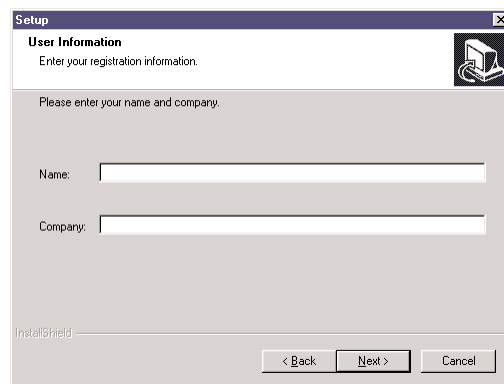 Setup
User Information
Enter your registration information.
Please enter your name and company.
Name:
Company:
InstallShield
< Back
Next >
Cancel